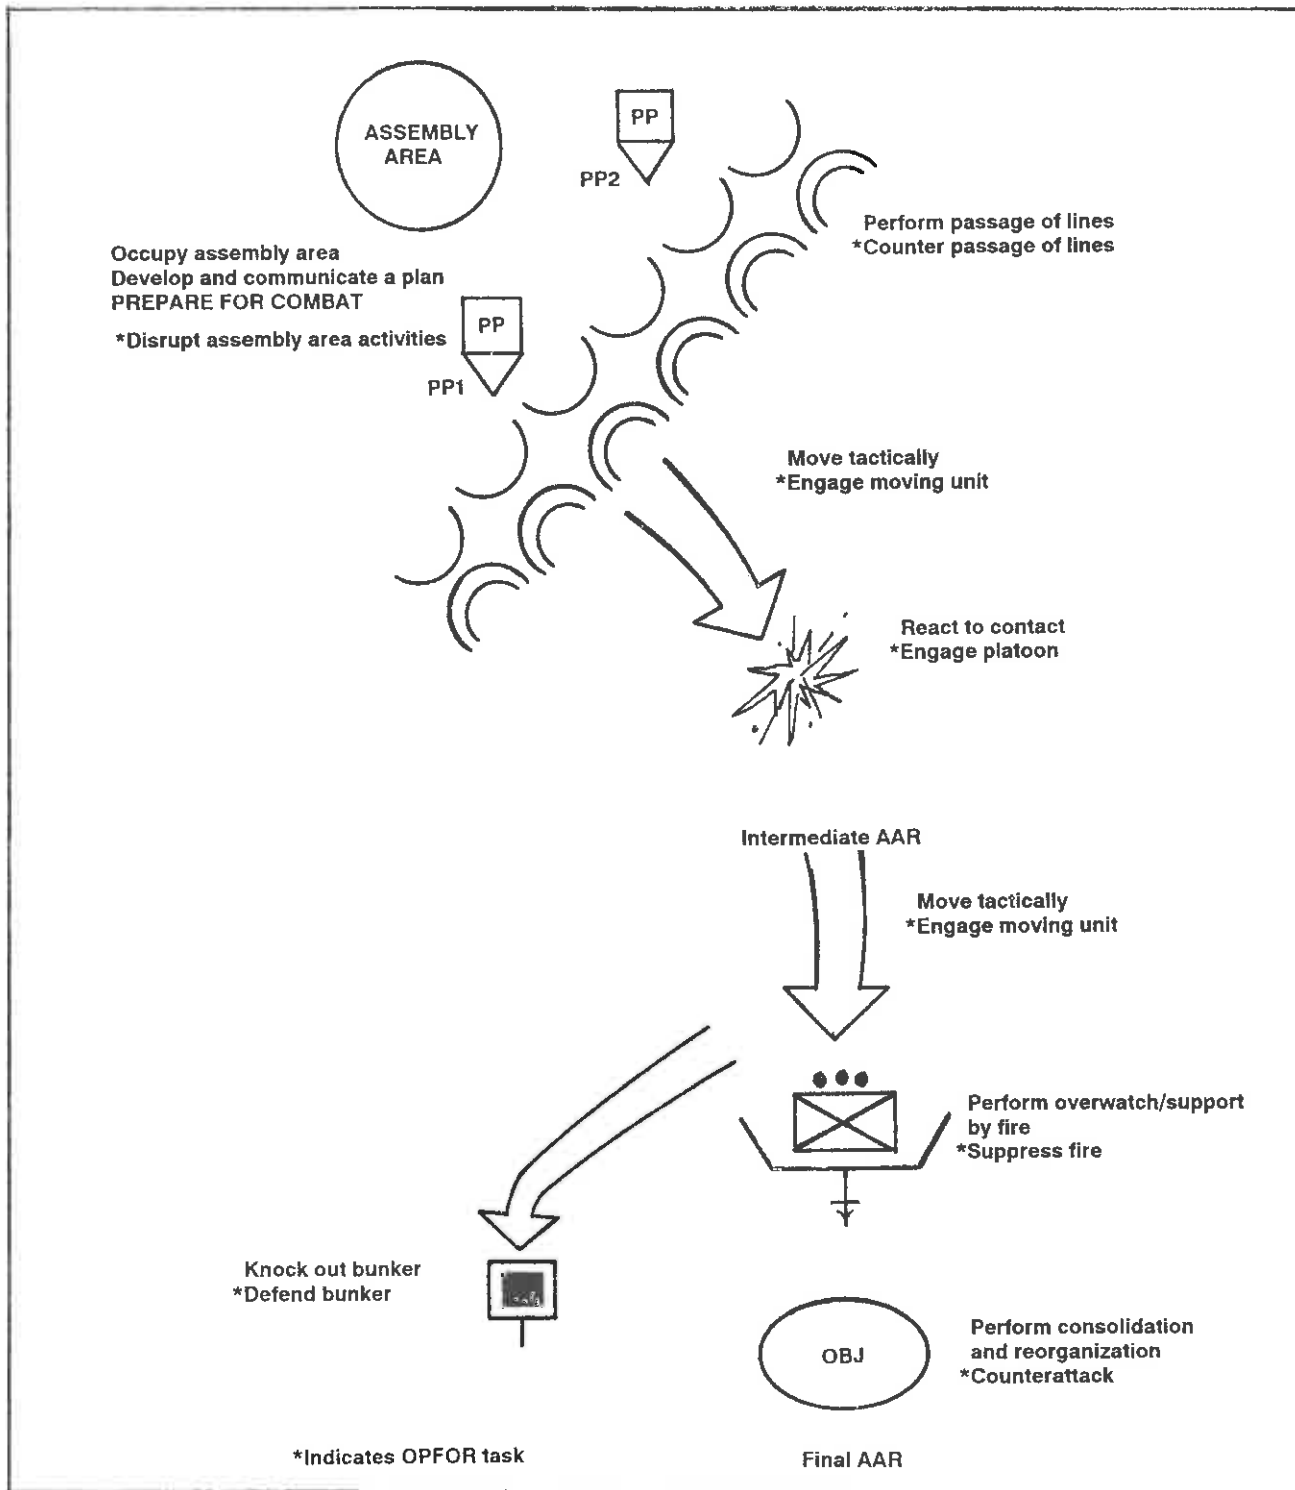 ASSEMBLY
AREA
PP
PP2
Perform passage of lines
*Counter passage of lines
Occupy assembly area
Develop and communicate a plan
PREPARE FOR COMBAT
*Disrupt assembly area activities
PP
PP1
Move tactically
*Engage moving unit
React to contact
*Engage platoon
Intermediate AAR
Move tactically
*Engage moving unit
Perform overwatch/support
by fire
*Suppress fire
Knock out bunker
*Defend bunker
OBJ
Perform consolidation
and reorganization
*Counterattack
*Indicates OPFOR task
Final AAR